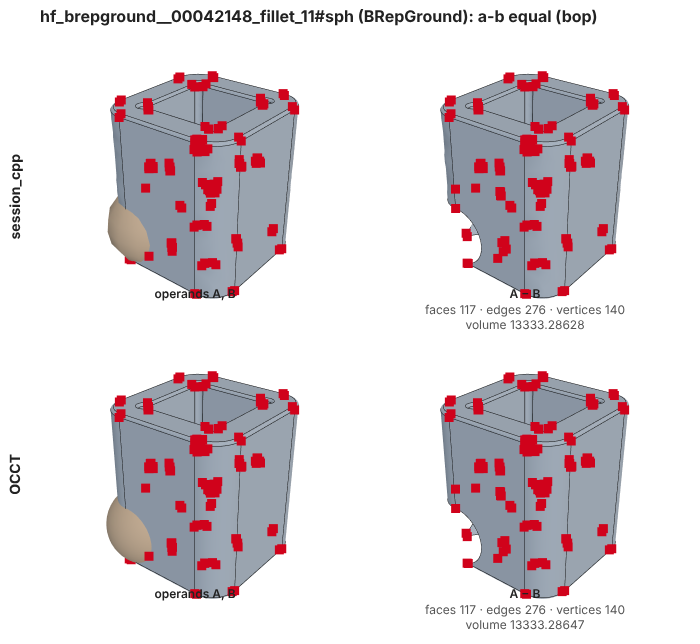 hf_brepground__00042148_fillet_11#sph (BRepGround): a-b equal (bop)
session_cpp
operands A, B
A − B
faces 117 · edges 276 · vertices 140
volume 13333.28628
OCCT
operands A, B
A − B
faces 117 · edges 276 · vertices 140
volume 13333.28647